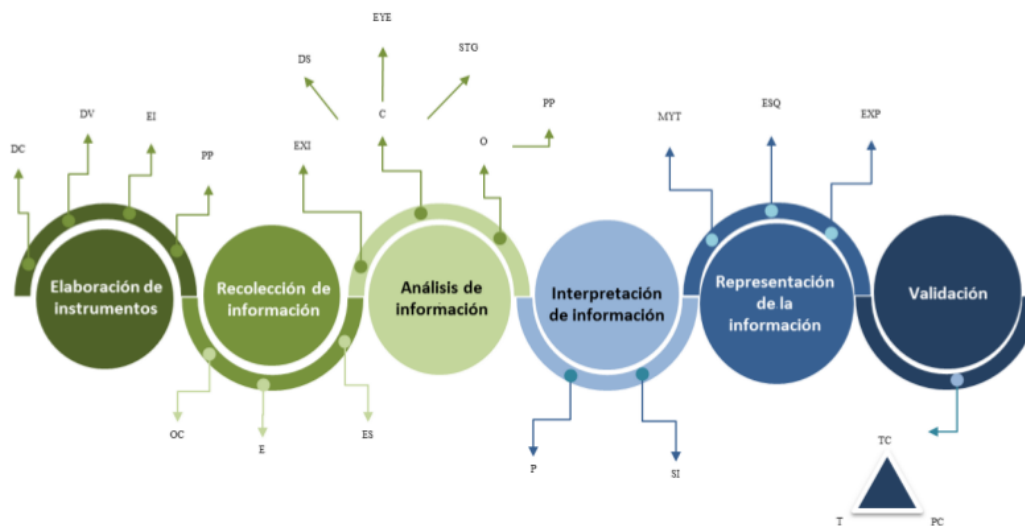 EYE
STG
DS
DV
EI
C
PP
DC
PP
EXI
O
MYT
ESQ
EXP
Elaboración de
instrumentos
Recolección de
información
Análisis de
información
Interpretación
de información
Representación
de la
información
Validación
OC
E
ES
P
SI
TC
T
PC